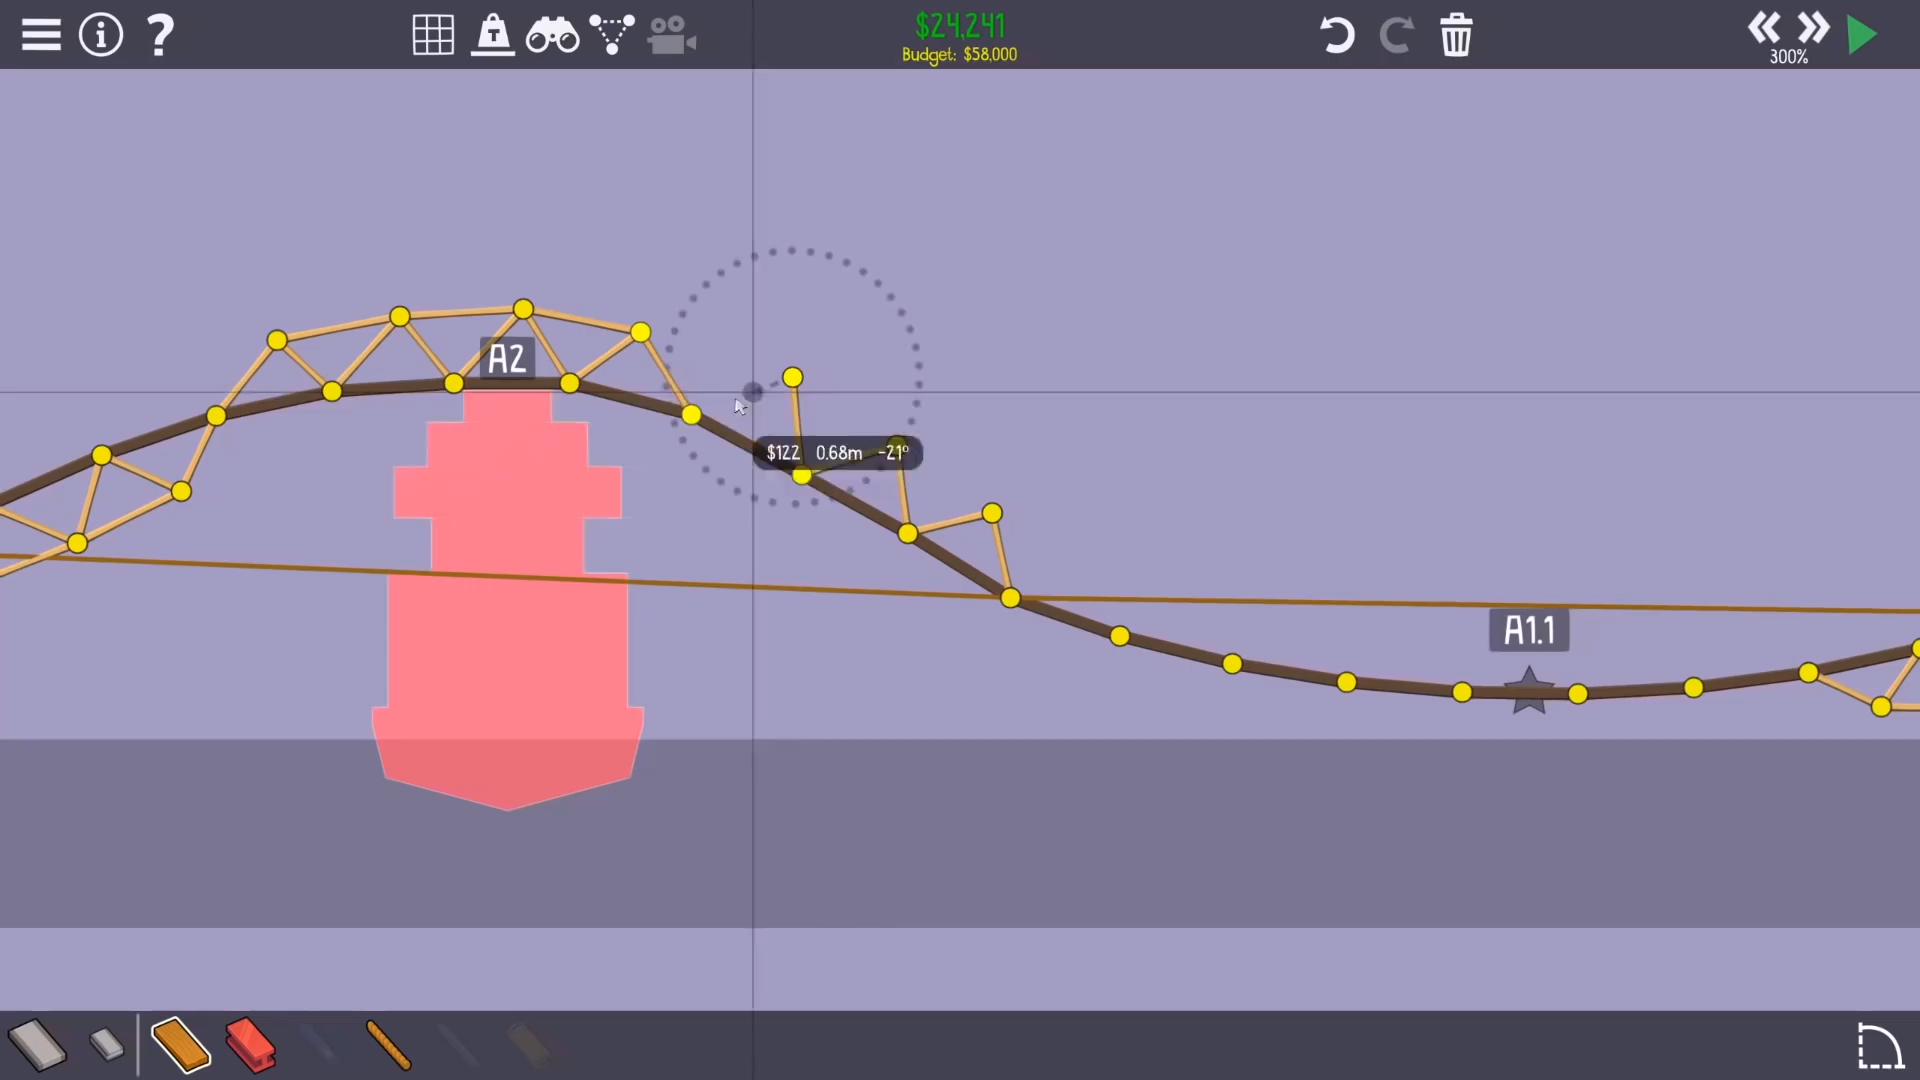 $24,241
Budget: $58,000
300%
T
A2
$122 0.68m -21°
A1.1